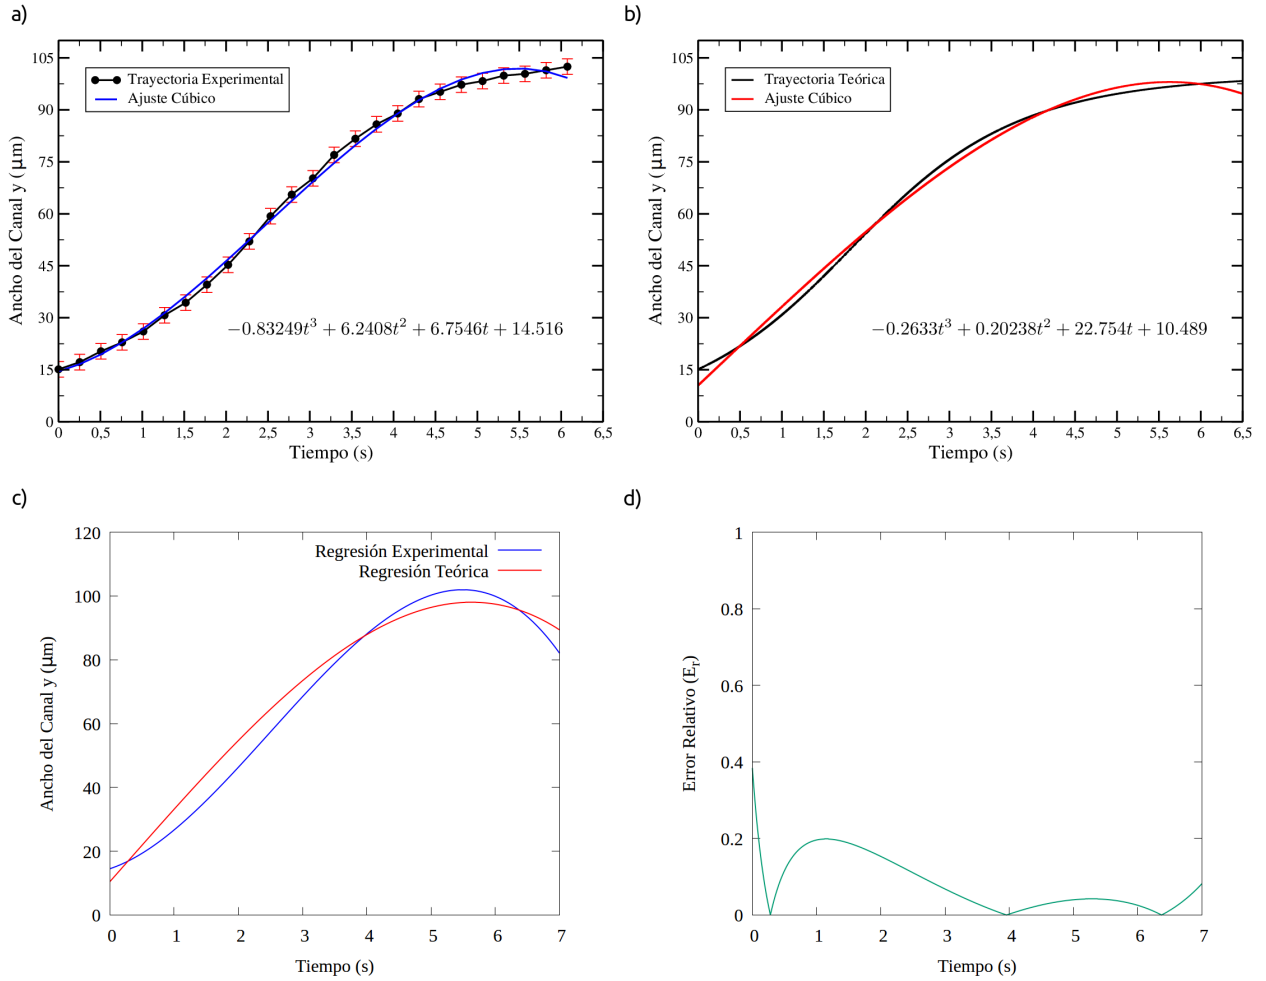 a)
105
90
75
60
45
30
15
0
Ancho del Canal y (μm)
Trayectoria Experimental
Ajuste Cúbico
−0.83249t³ + 6.2408t² + 6.7546t + 14.516
0 0,5 1 1,5 2 2,5 3 3,5 4 4,5 5 5,5 6 6,5
Tiempo (s)
b)
105
90
75
60
45
30
15
0
Ancho del Canal y (μm)
Trayectoria Teórica
Ajuste Cúbico
−0.2633t³ + 0.20238t² + 22.754t + 10.489
0 0,5 1 1,5 2 2,5 3 3,5 4 4,5 5 5,5 6 6,5
Tiempo (s)
c)
120
100
80
60
40
20
0
Ancho del Canal y (μm)
Regresión Experimental
Regresión Teórica
0 1 2 3 4 5 6 7
Tiempo (s)
d)
1
0.8
0.6
0.4
0.2
0
Error Relativo (Eᵣ)
0 1 2 3 4 5 6 7
Tiempo (s)